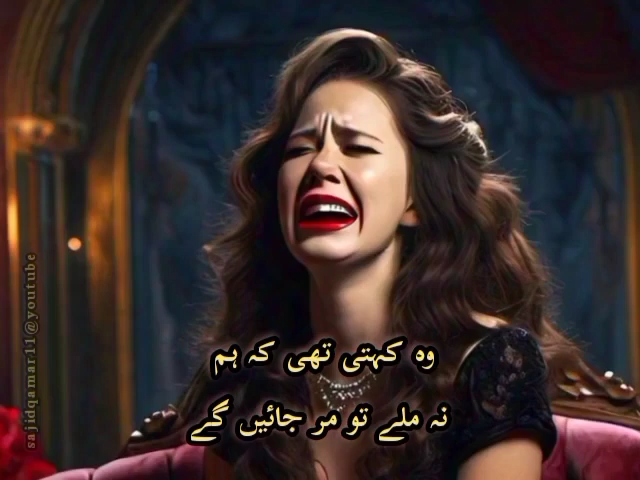 وہ کہتی تھی کہ ہم
نہ ملے تو مر جائیں گے
sajidqamar11@youtube